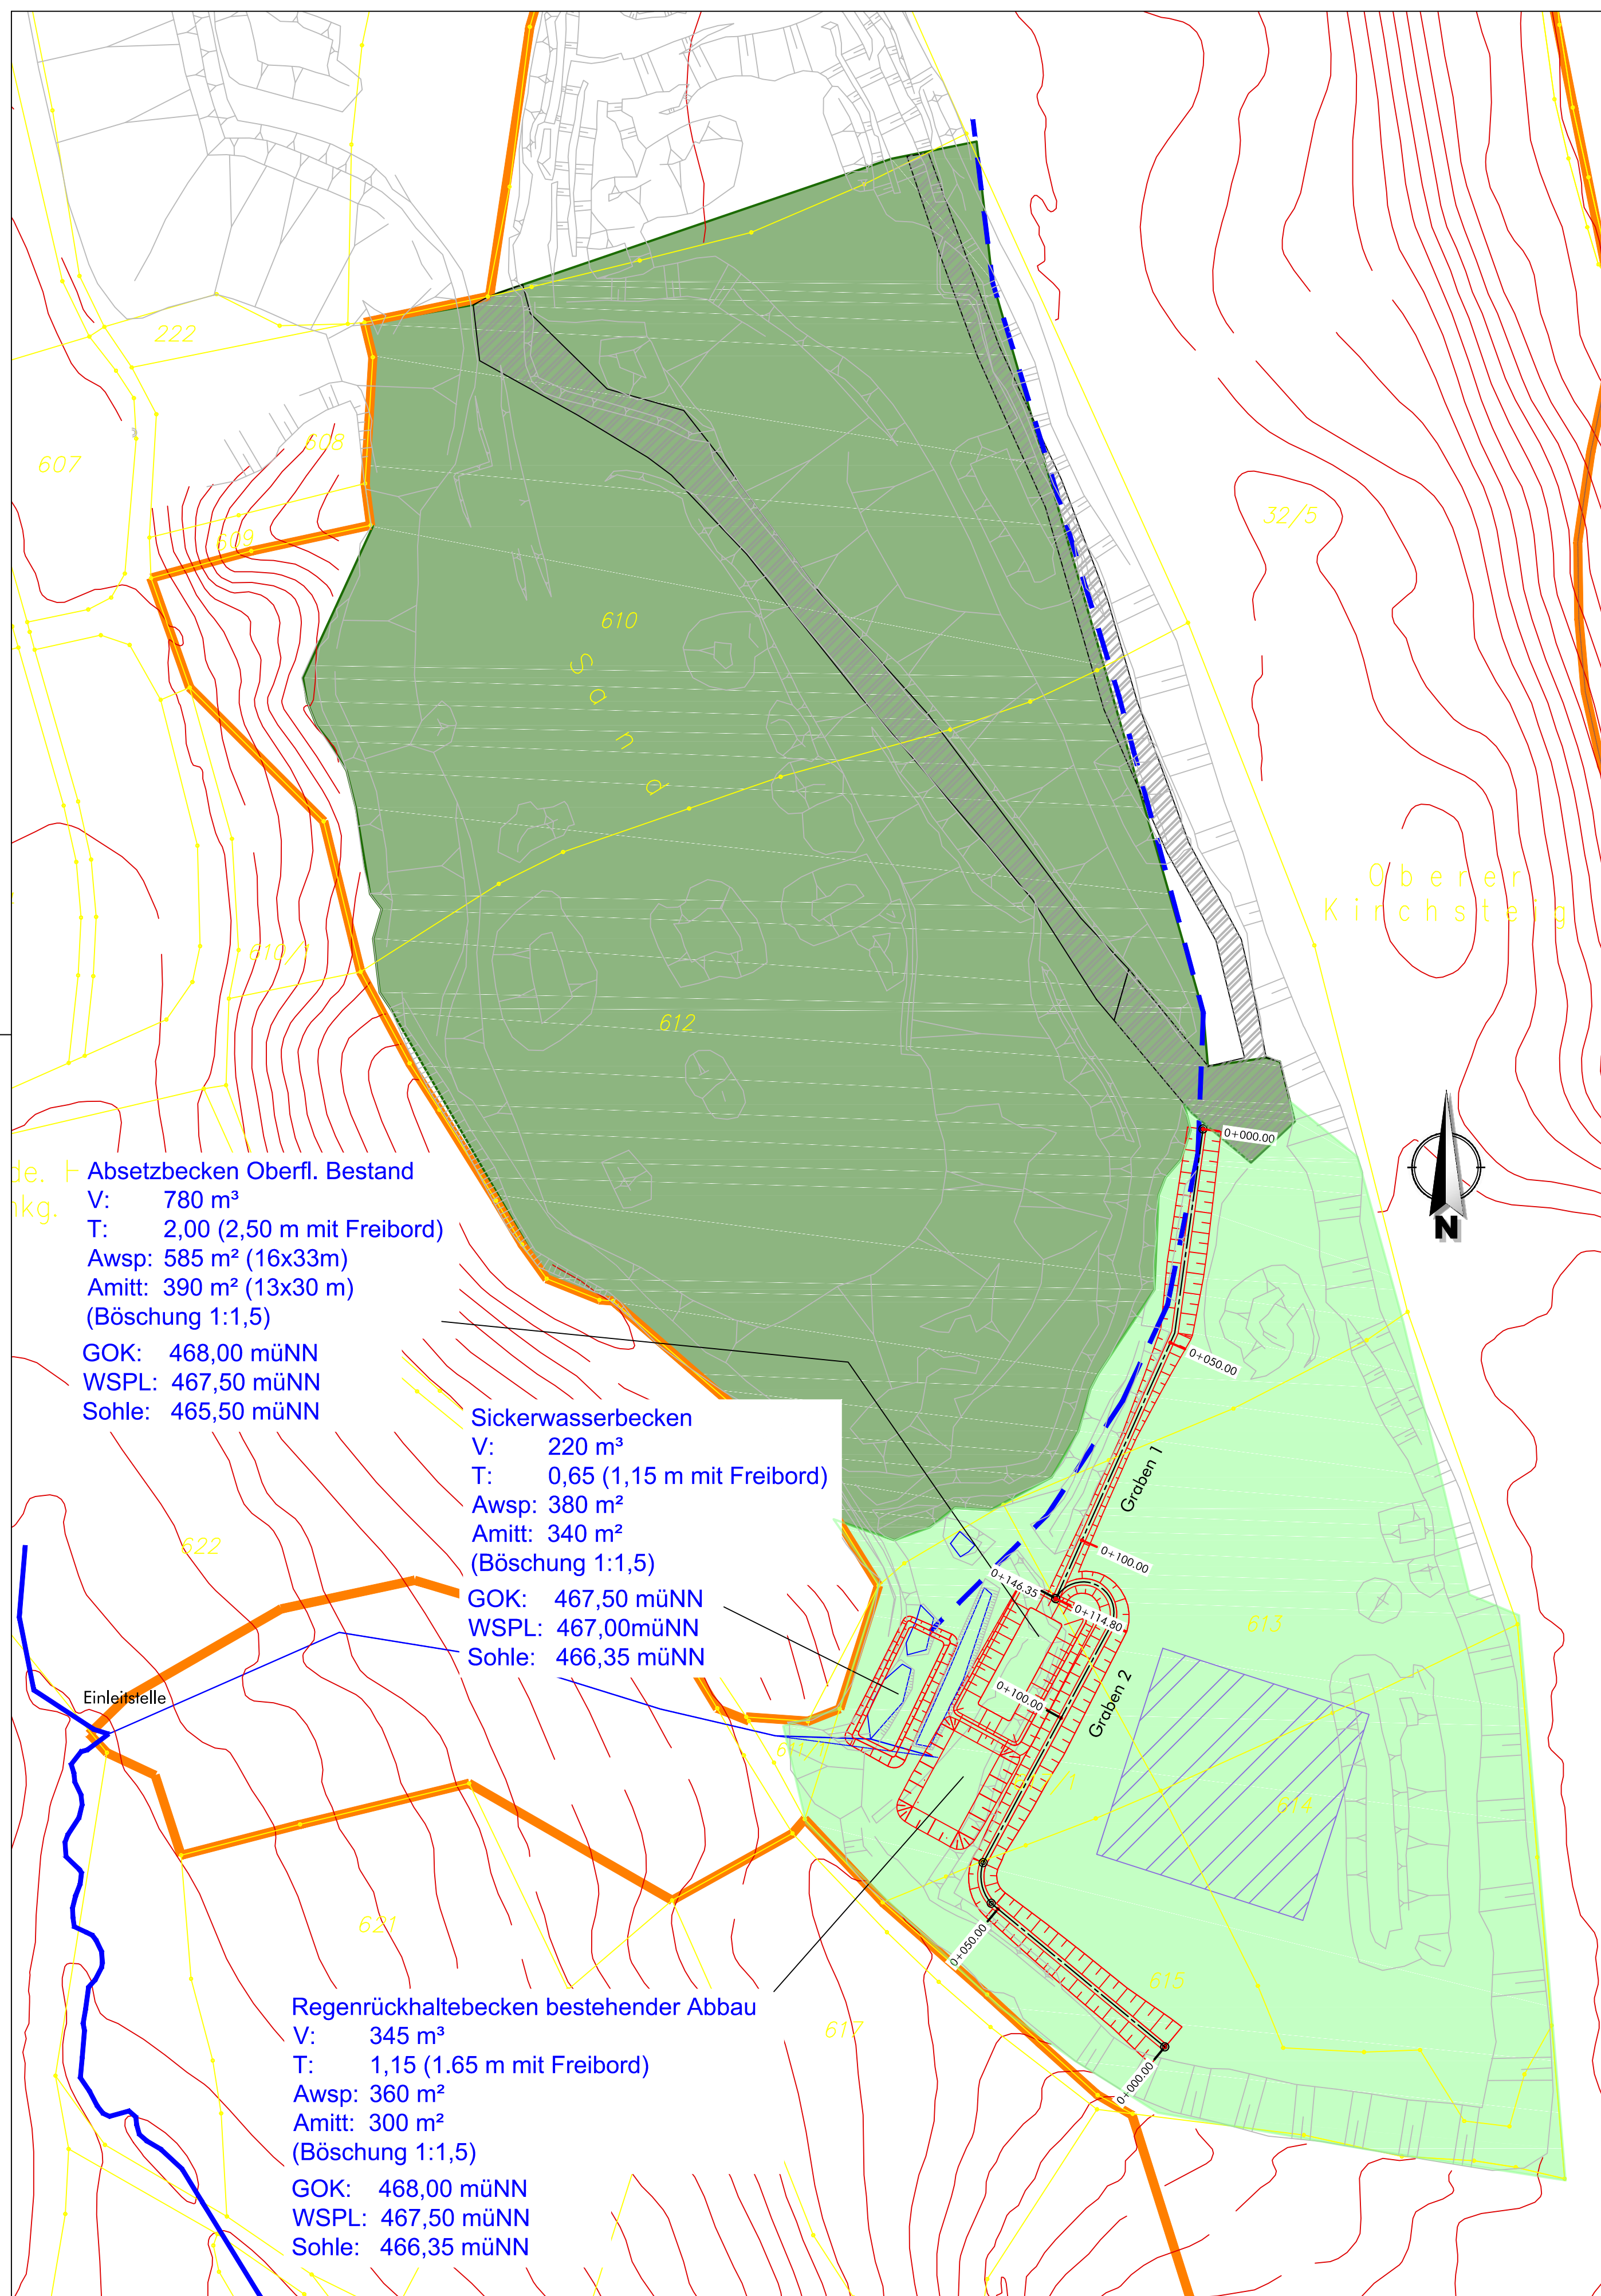 222
607
608
609
32/5
610
S a n d
Oberer
Kirchsteig
610/1
612
0+000.00
N
de. H
nkg.
Absetzbecken Oberfl. Bestand
V: 780 m³
T: 2,00 (2,50 m mit Freibord)
Awsp: 585 m² (16x33m)
Amitt: 390 m² (13x30 m)
(Böschung 1:1,5)
GOK: 468,00 müNN
WSPL: 467,50 müNN
Sohle: 465,50 müNN
0+050.00
Sickerwasserbecken
V: 220 m³
T: 0,65 (1,15 m mit Freibord)
Awsp: 380 m²
Amitt: 340 m²
(Böschung 1:1,5)
GOK: 467,50 müNN
WSPL: 467,00müNN
Sohle: 466,35 müNN
Graben 1
622
0+100.00
0+146.35
0+114.80
613
Einleitstelle
0+100.00
Graben 2
614
621
0+050.00
615
617
0+000.00
Regenrückhaltebecken bestehender Abbau
V: 345 m³
T: 1,15 (1.65 m mit Freibord)
Awsp: 360 m²
Amitt: 300 m²
(Böschung 1:1,5)
GOK: 468,00 müNN
WSPL: 467,50 müNN
Sohle: 466,35 müNN